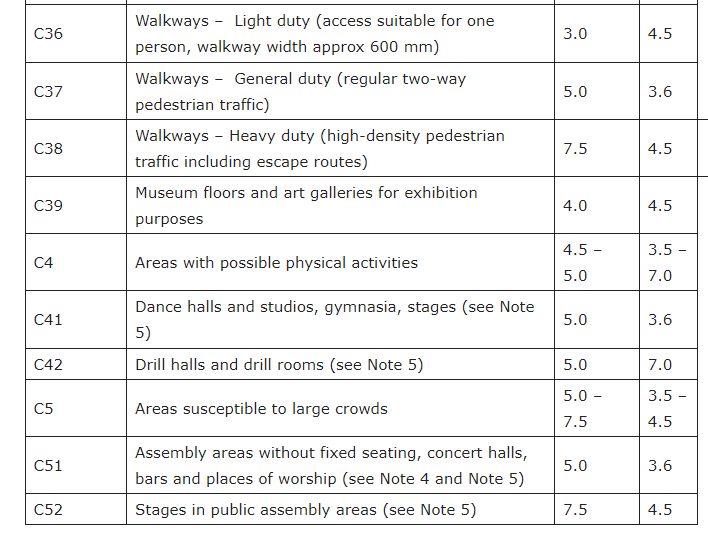 C36 Walkways –  Light duty (access suitable for one 3.0 4.5
person, walkway width approx 600 mm)
C37 Walkways –  General duty (regular two-way 5.0 3.6
pedestrian traffic)
C38 Walkways – Heavy duty (high-density pedestrian 7.5 4.5
traffic including escape routes)
C39 Museum floors and art galleries for exhibition 4.0 4.5
purposes
C4 Areas with possible physical activities 4.5 – 3.5 –
5.0 7.0
C41 Dance halls and studios, gymnasia, stages (see Note 5.0 3.6
5)
C42 Drill halls and drill rooms (see Note 5) 5.0 7.0
C5 Areas susceptible to large crowds 5.0 – 3.5 –
7.5 4.5
C51 Assembly areas without fixed seating, concert halls, 5.0 3.6
bars and places of worship (see Note 4 and Note 5)
C52 Stages in public assembly areas (see Note 5) 7.5 4.5